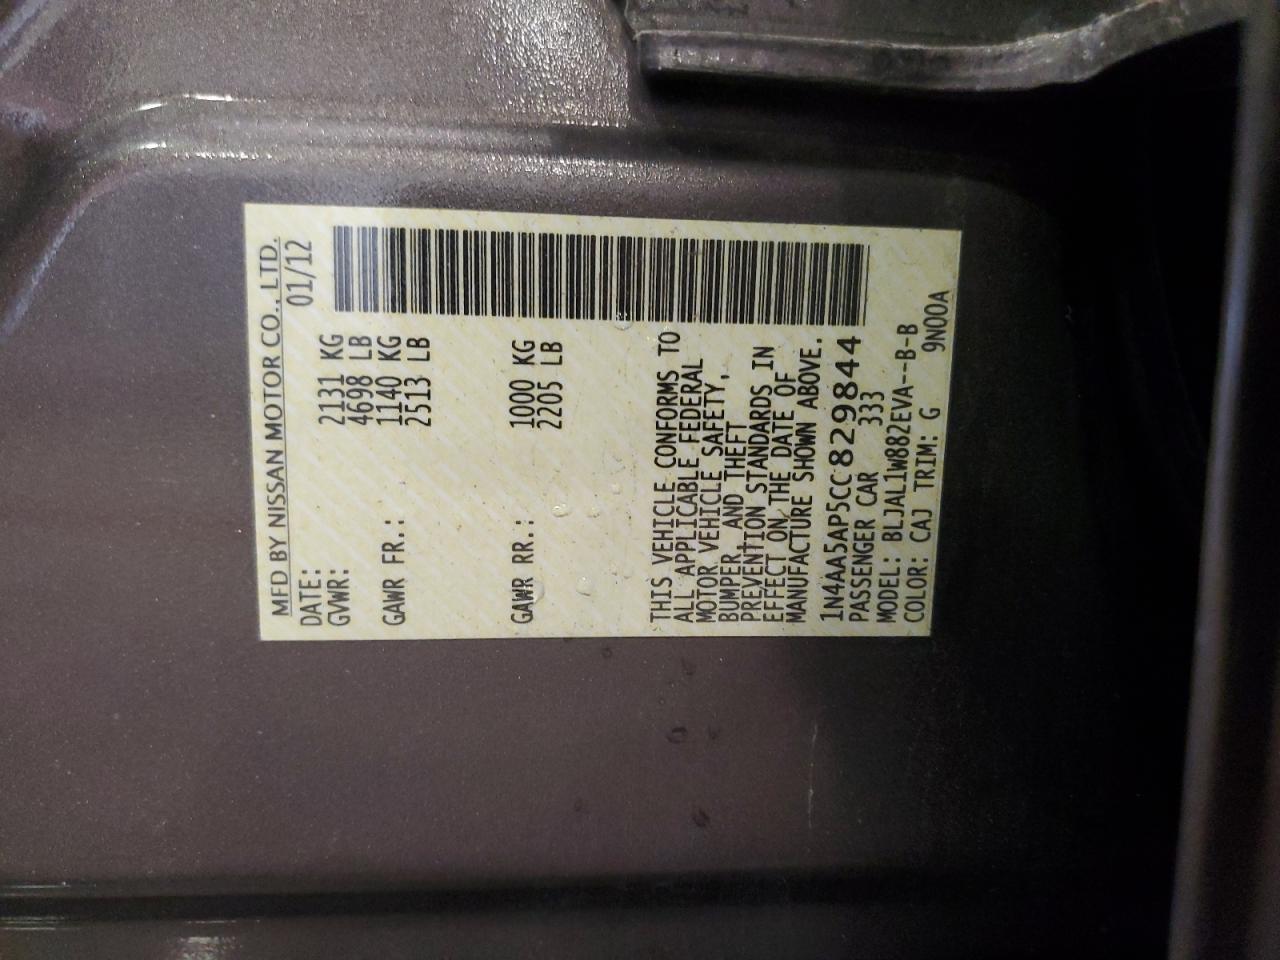 MFD BY NISSAN MOTOR CO., LTD.
DATE: 01/12
GVWR: 2131 KG
4698 LB
GAWR FR.: 1140 KG
2513 LB
GAWR RR.: 1000 KG
2205 LB
THIS VEHICLE CONFORMS TO
ALL APPLICABLE FEDERAL
MOTOR VEHICLE SAFETY,
BUMPER, AND THEFT
PREVENTION STANDARDS IN
EFFECT ON THE DATE OF
MANUFACTURE SHOWN ABOVE.
1N4AA5AP5CC829844
PASSENGER CAR 333
MODEL: BLJAL1W882EVA--B-B
COLOR: CAJ TRIM: G 9N00A